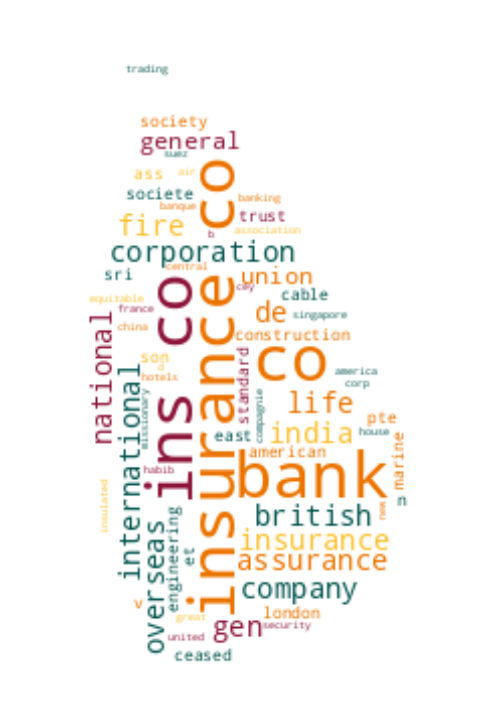 trading
society
general
suez
ass
air
societe
co
banking
banque
trust
fire
b
association
corporation
central
sri
union
cey
cable
equitable
france
de
singapore
china
construction
ins co
insurance co
national
son
co
standard
america
d
hotels
corp
international
missionary
compagnie
life
pte
east
india
house
american
marine
habib
bank
insulated
new
n
british
overseas
engineering
et
insurance
assurance
company
v
great
london
gen
security
united
ceased